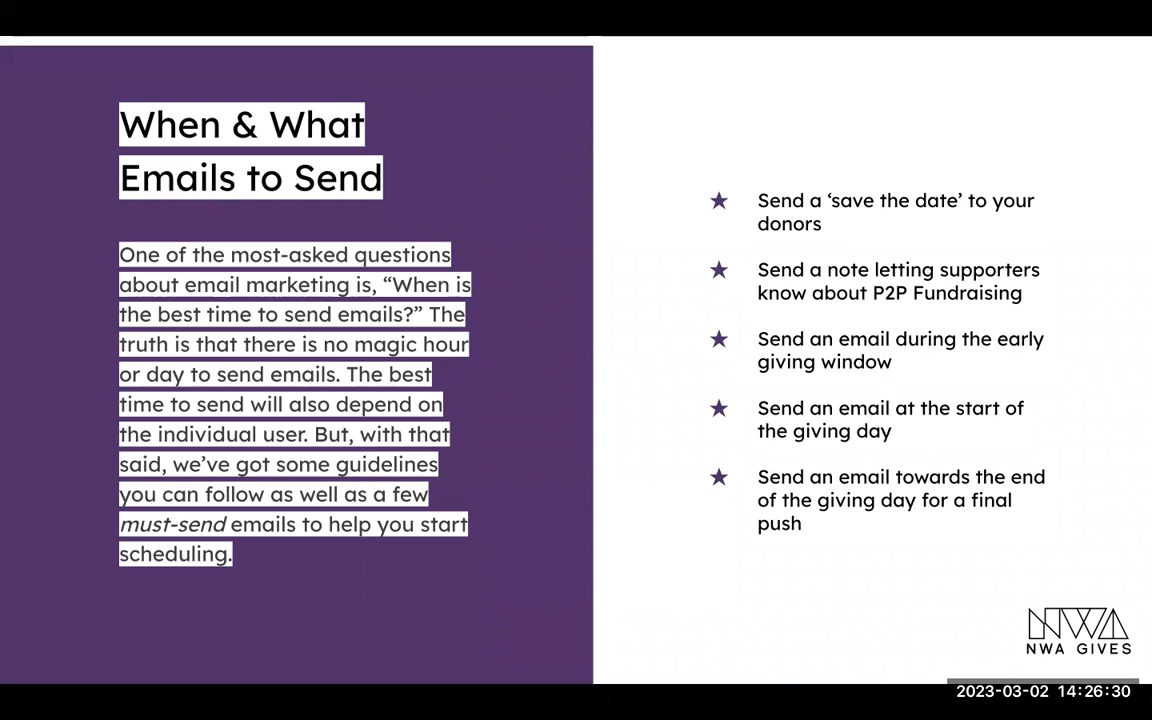 When & What
Emails to Send
One of the most-asked questions
about email marketing is, “When is
the best time to send emails?” The
truth is that there is no magic hour
or day to send emails. The best
time to send will also depend on
the individual user. But, with that
said, we’ve got some guidelines
you can follow as well as a few
must-send emails to help you start
scheduling.
★ Send a ‘save the date’ to your
donors
★ Send a note letting supporters
know about P2P Fundraising
★ Send an email during the early
giving window
★ Send an email at the start of
the giving day
★ Send an email towards the end
of the giving day for a final
push
NWA
NWA GIVES
2023-03-02 14:26:30